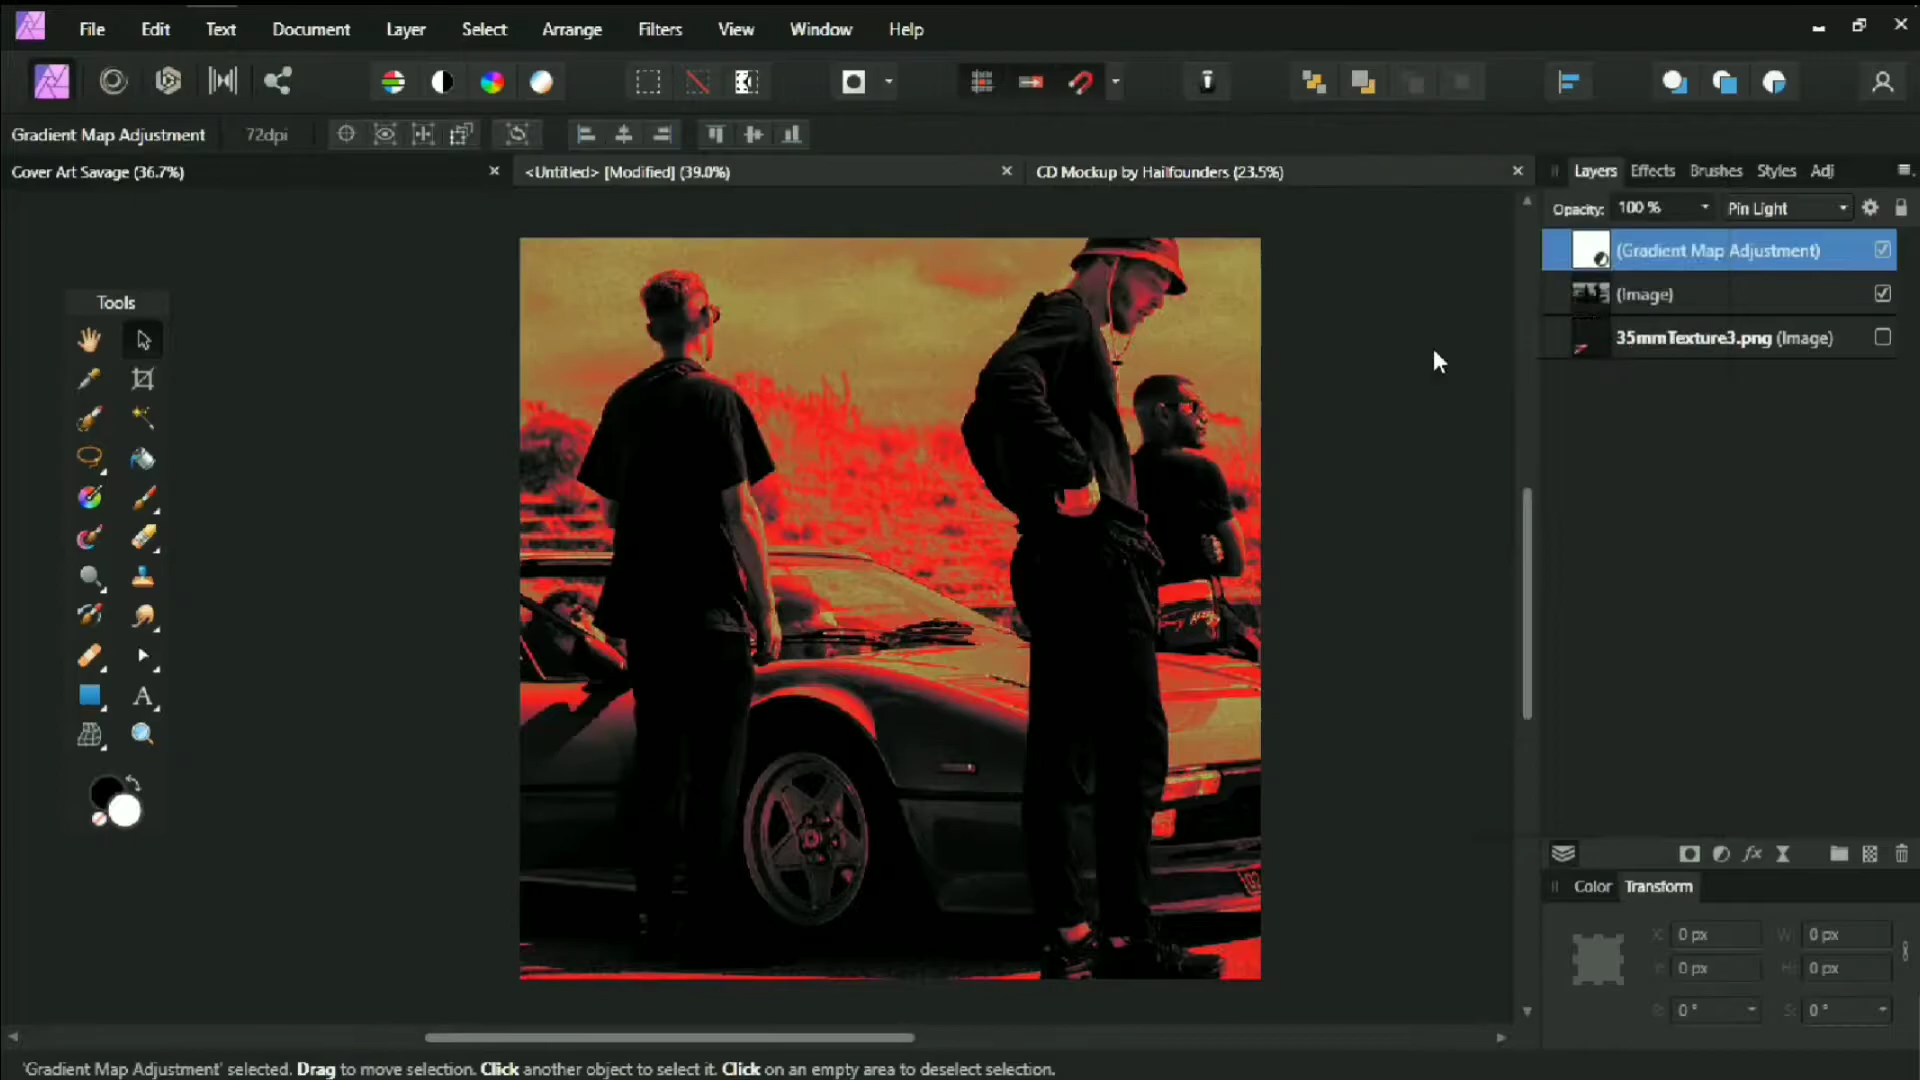 File Edit Text Document Layer Select Arrange Filters View Window Help
Gradient Map Adjustment 72dpi
Cover Art Savage (36.7%) <Untitled> [Modified] (39.0%) CD Mockup by Hailfounders (23.5%)
Layers Effects Brushes Styles Adj
Opacity: 100 % Pin Light
(Gradient Map Adjustment)
(Image)
35mmTexture3.png (Image)
Tools
Color Transform
X: 0 px W: 0 px
0 px H: 0 px
0 ° S: 0 °
'Gradient Map Adjustment' selected. Drag to move selection. Click another object to select it. Click on an empty area to deselect selection.